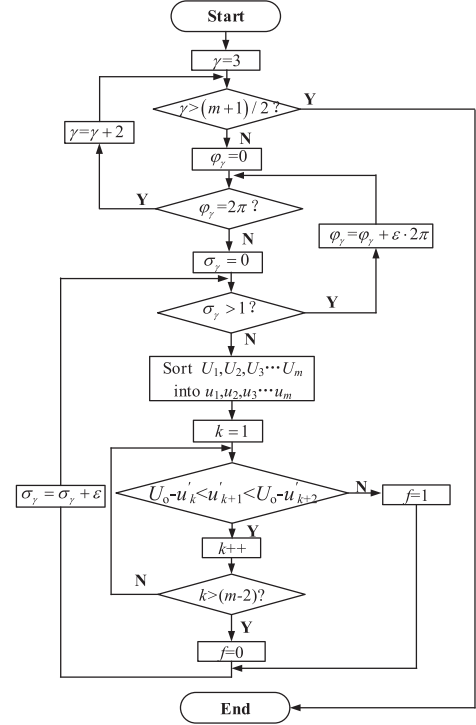 Start
γ=3
γ>(m+1)/2?
Y
N
γ=γ+2
φγ=0
Y
φγ=2π?
N
φγ=φγ+ε·2π
σγ=0
σγ>1?
Y
N
Sort U1,U2,U3···Um
into u1,u2,u3···um
k=1
Uo-u'k<u'k+1<Uo-u'k+2
N
f=1
σγ=σγ+ε
Y
k++
N
k>(m-2)?
Y
f=0
End